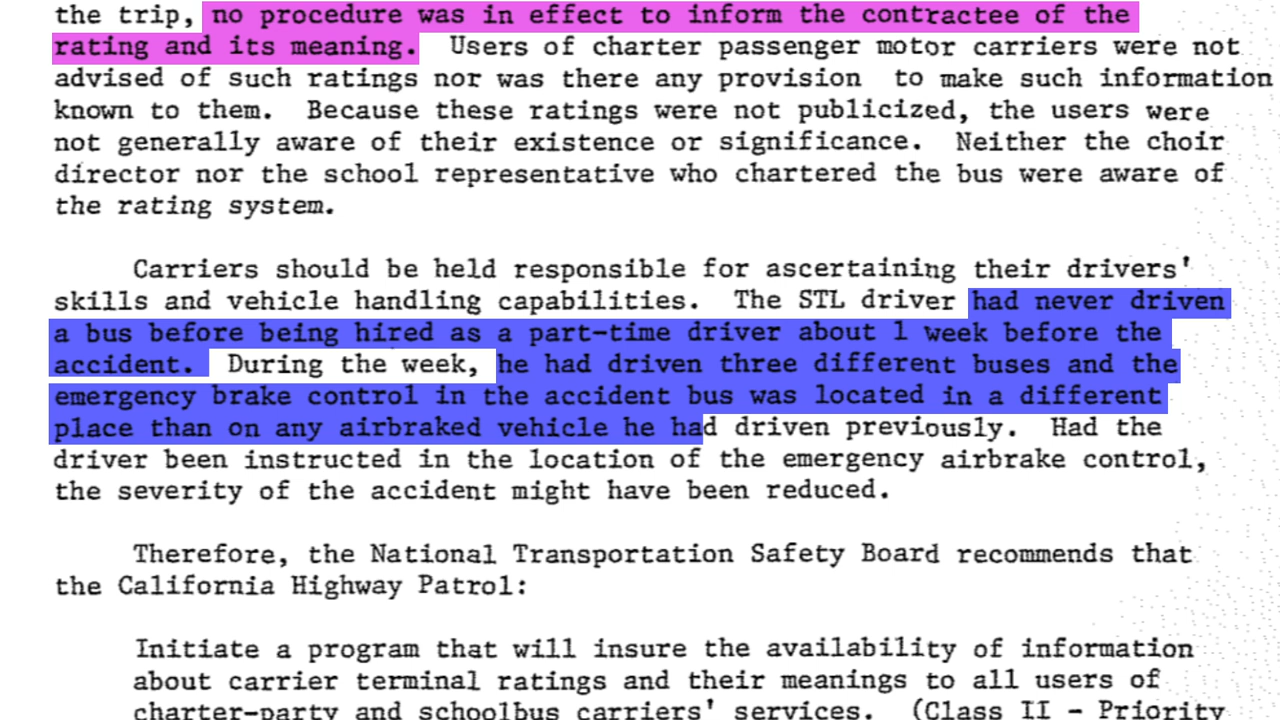 the trip, no procedure was in effect to inform the contractee of the
rating and its meaning. Users of charter passenger motor carriers were not
advised of such ratings nor was there any provision to make such information
known to them. Because these ratings were not publicized, the users were
not generally aware of their existence or significance. Neither the choir
director nor the school representative who chartered the bus were aware of
the rating system.
Carriers should be held responsible for ascertaining their drivers'
skills and vehicle handling capabilities. The STL driver had never driven
a bus before being hired as a part-time driver about 1 week before the
accident. During the week, he had driven three different buses and the
emergency brake control in the accident bus was located in a different
place than on any airbraked vehicle he had driven previously. Had the
driver been instructed in the location of the emergency airbrake control,
the severity of the accident might have been reduced.
Therefore, the National Transportation Safety Board recommends that
the California Highway Patrol:
Initiate a program that will insure the availability of information
about carrier terminal ratings and their meanings to all users of
charter-party and schoolbus carriers' services. (Class II - Priority